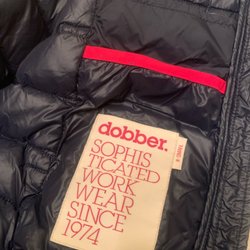 dobber.
SOPHIS
TICATED
WORK
WEAR
SINCE
1974